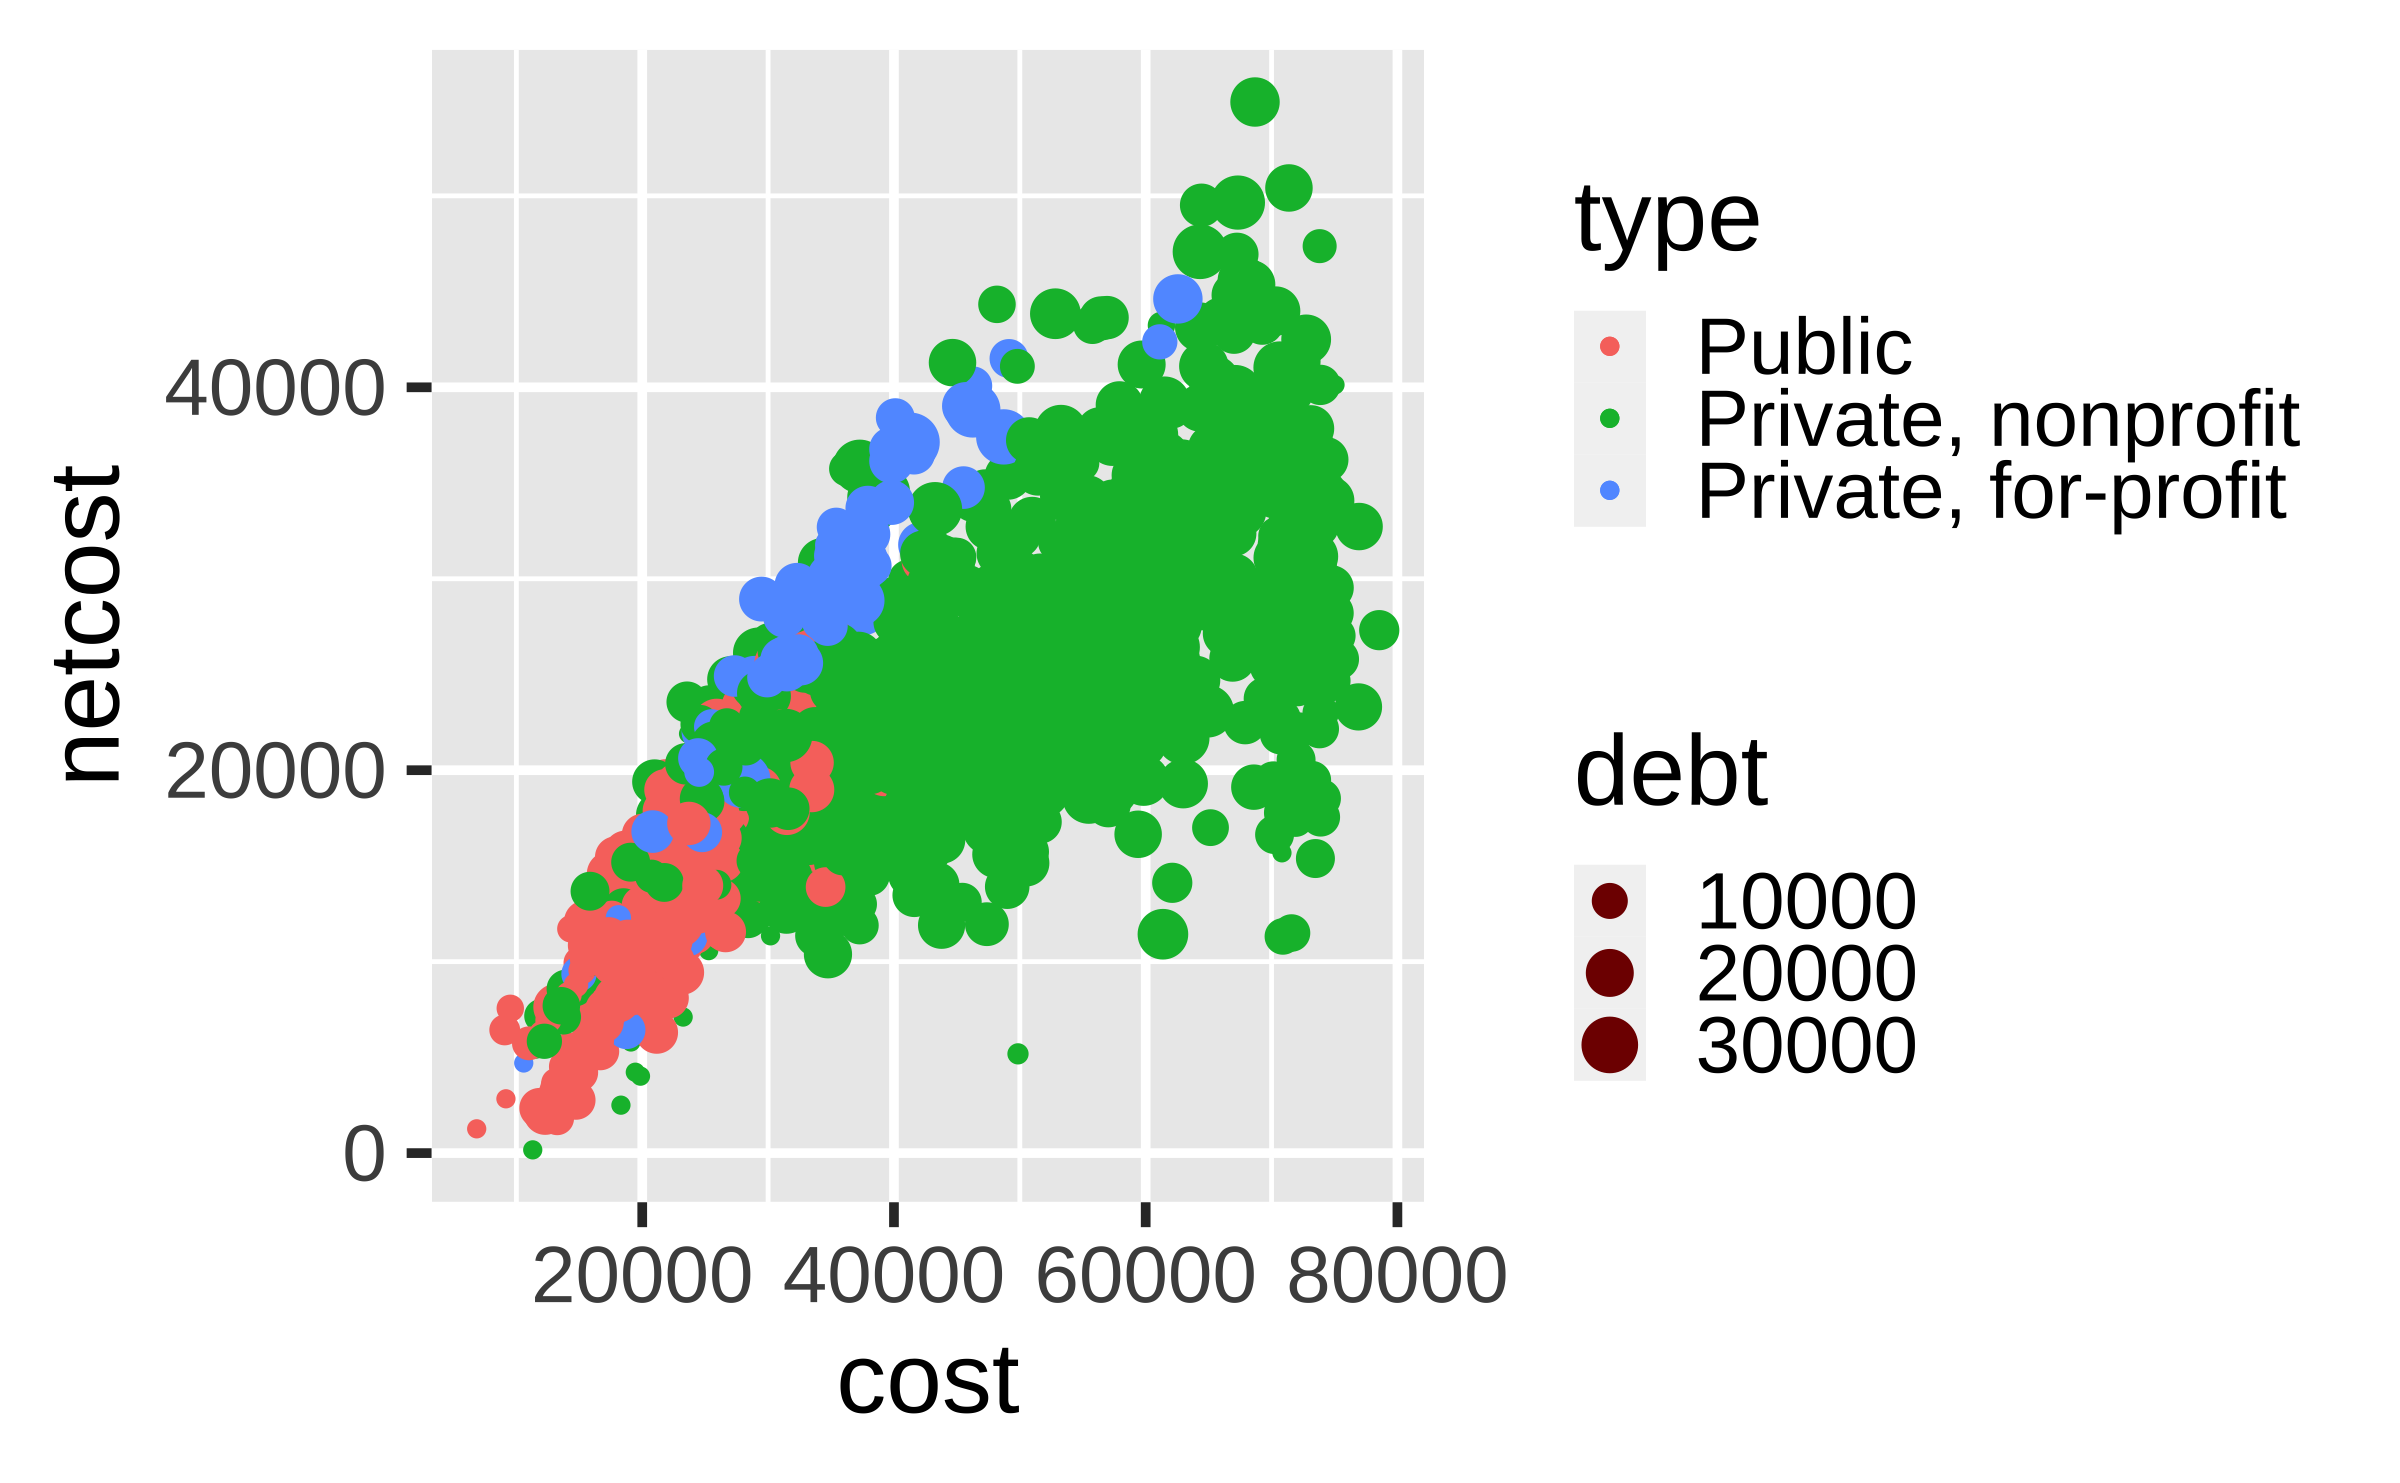 netcost
40000
20000
0
20000 40000 60000 80000
cost
type
Public
Private, nonprofit
Private, for-profit
debt
10000
20000
30000